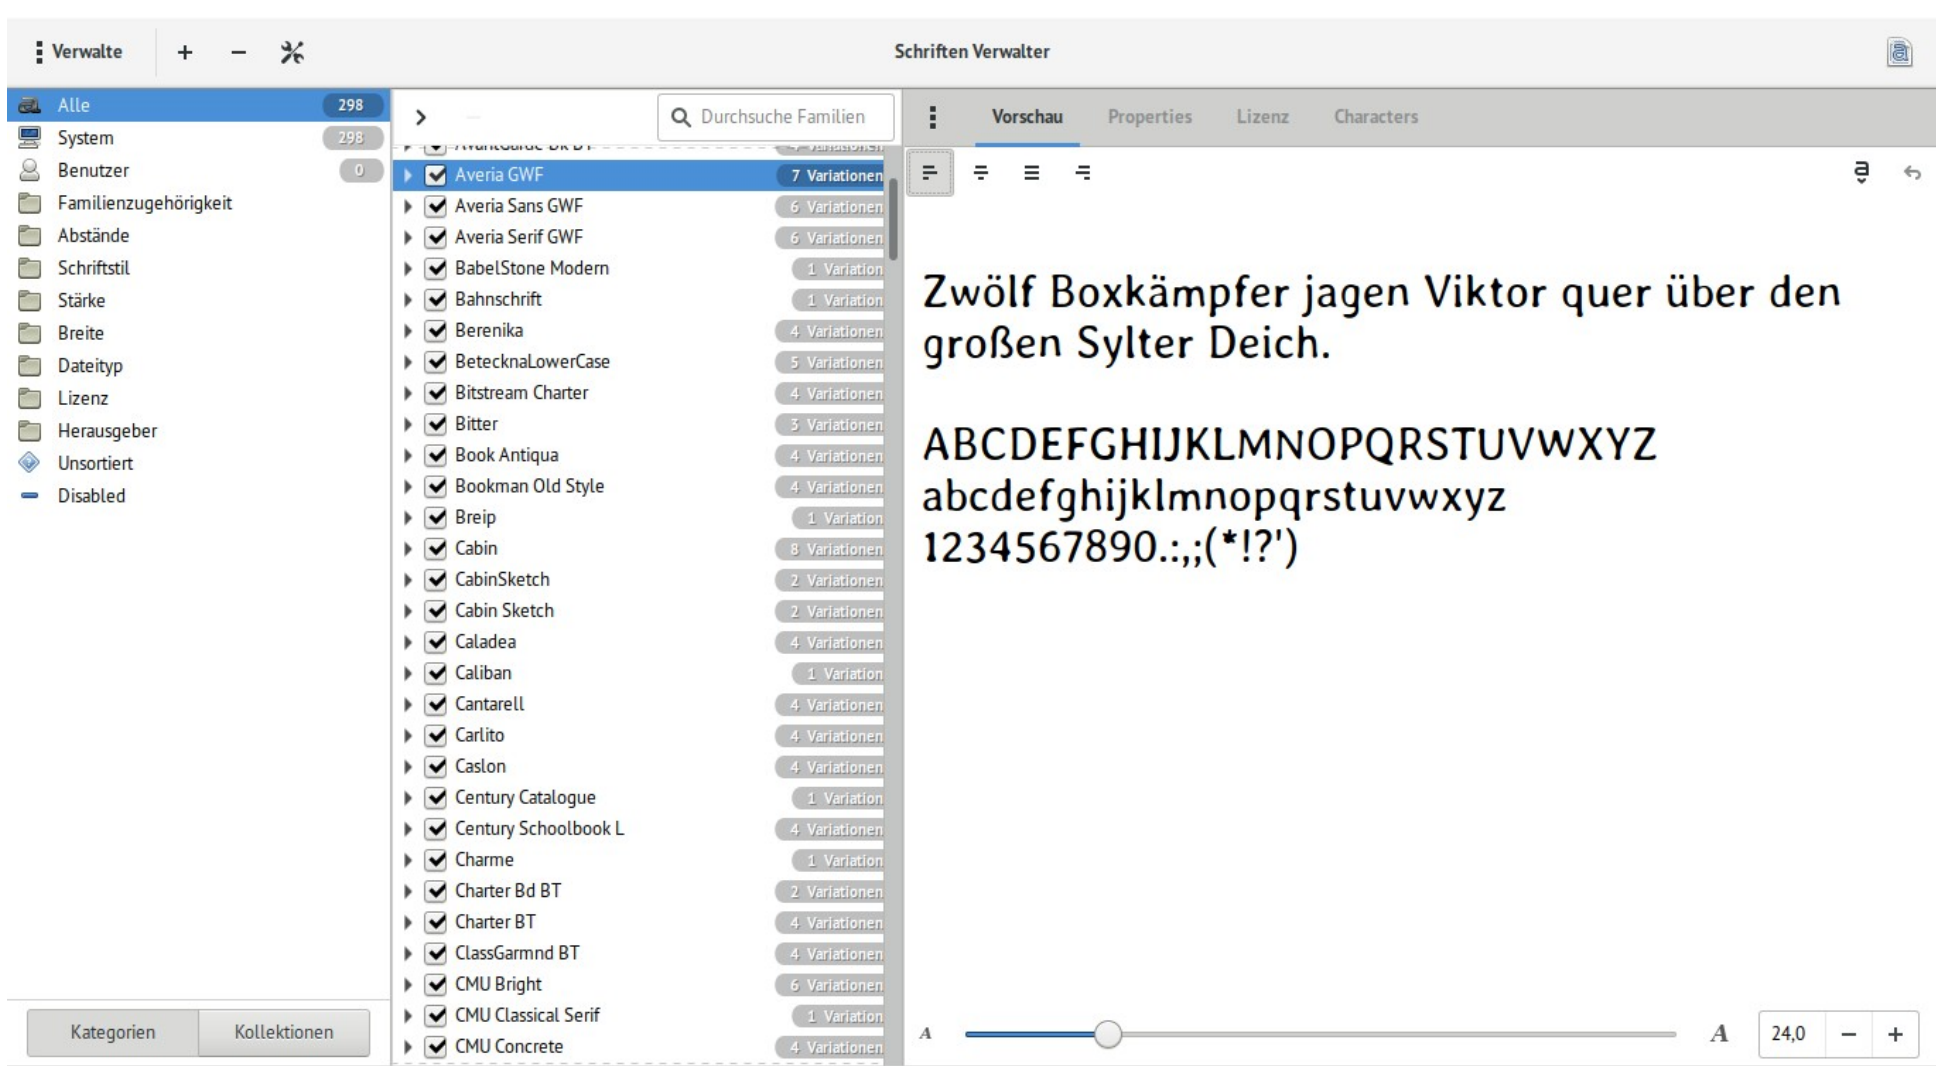 Verwalte
Schriften Verwalter
Alle 298
System 298
Benutzer 0
Familienzugehörigkeit
Abstände
Schriftstil
Stärke
Breite
Dateityp
Lizenz
Herausgeber
Unsortiert
Disabled
Kategorien Kollektionen
Durchsuche Familien
AvantGarde Bk BT 4 Variationen
Averia GWF 7 Variationen
Averia Sans GWF 6 Variationen
Averia Serif GWF 6 Variationen
BabelStone Modern 1 Variation
Bahnschrift 1 Variation
Berenika 4 Variationen
BetecknaLowerCase 5 Variationen
Bitstream Charter 4 Variationen
Bitter 3 Variationen
Book Antiqua 4 Variationen
Bookman Old Style 4 Variationen
Breip 1 Variation
Cabin 8 Variationen
CabinSketch 2 Variationen
Cabin Sketch 2 Variationen
Caladea 4 Variationen
Caliban 1 Variation
Cantarell 4 Variationen
Carlito 4 Variationen
Caslon 4 Variationen
Century Catalogue 1 Variation
Century Schoolbook L 4 Variationen
Charme 1 Variation
Charter Bd BT 2 Variationen
Charter BT 4 Variationen
ClassGarmnd BT 4 Variationen
CMU Bright 6 Variationen
CMU Classical Serif 1 Variation
CMU Concrete 4 Variationen
Vorschau Properties Lizenz Characters
a
Zwölf Boxkämpfer jagen Viktor quer über den
großen Sylter Deich.
ABCDEFGHIJKLMNOPQRSTUVWXYZ
abcdefghijklmnopqrstuvwxyz
1234567890.:,;(*!?')
A A 24,0 − +